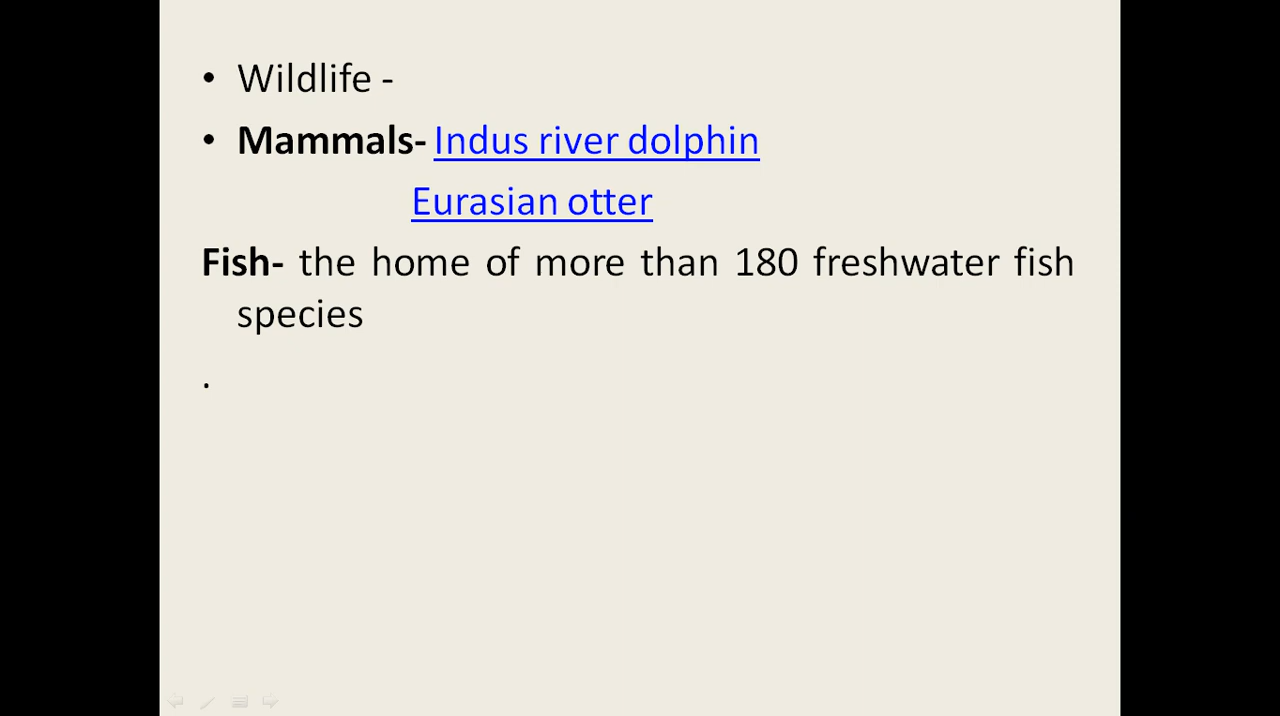 • Wildlife -
• Mammals- Indus river dolphin
Eurasian otter
Fish- the home of more than 180 freshwater fish
species
.